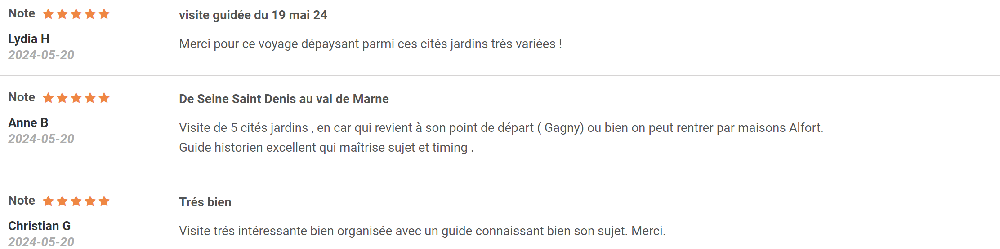 Note
visite guidée du 19 mai 24
Lydia H
Merci pour ce voyage dépaysant parmi ces cités jardins très variées !
2024-05-20
Note
De Seine Saint Denis au val de Marne
Anne B
Visite de 5 cités jardins , en car qui revient à son point de départ ( Gagny) ou bien on peut rentrer par maisons Alfort.
2024-05-20
Guide historien excellent qui maîtrise sujet et timing .
Note
Trés bien
Christian G
Visite trés intéressante bien organisée avec un guide connaissant bien son sujet. Merci.
2024-05-20